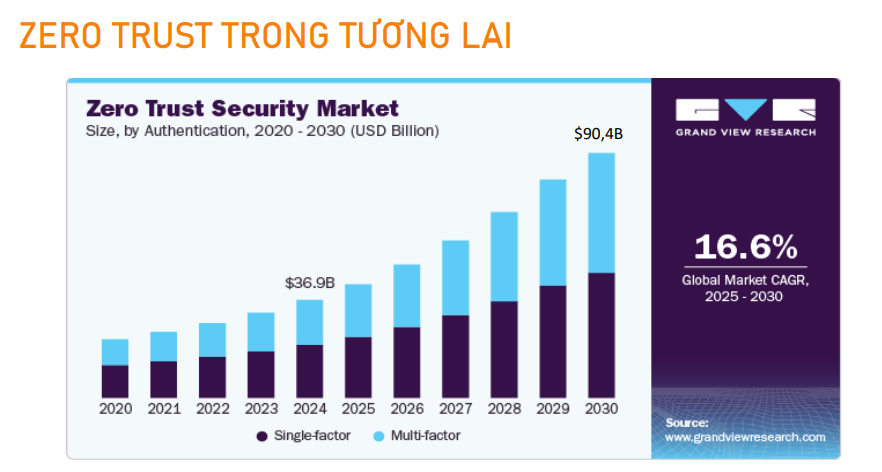 ZERO TRUST TRONG TƯƠNG LAI
Zero Trust Security Market
Size, by Authentication, 2020 - 2030 (USD Billion)
$90,4B
$36.9B
2020 2021 2022 2023 2024 2025 2026 2027 2028 2029 2030
Single-factor Multi-factor
GRAND VIEW RESEARCH
16.6%
Global Market CAGR,
2025 - 2030
Source:
www.grandviewresearch.com